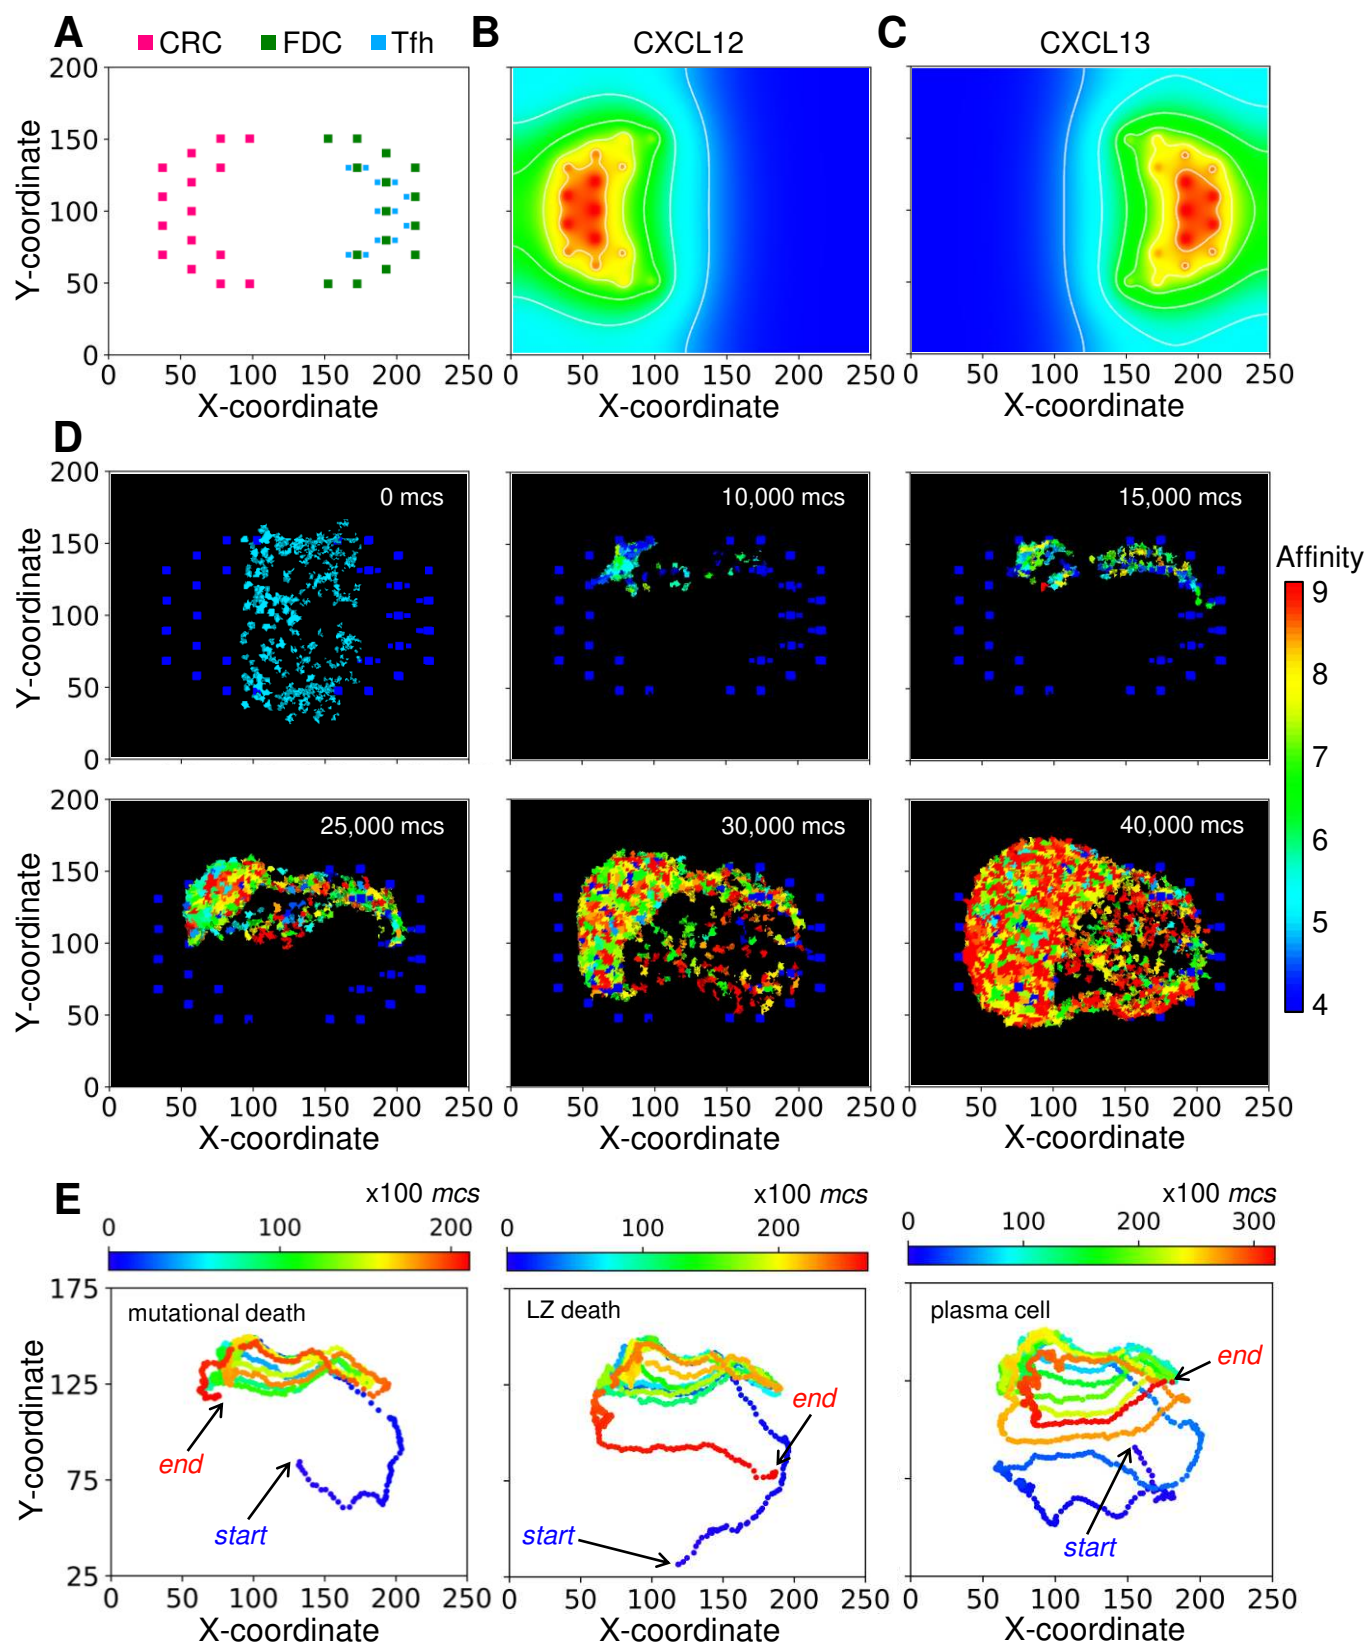 A CRC FDC Tfh B CXCL12 C CXCL13
200
150
100
50
0
Y-coordinate
0 50 100 150 200 250
X-coordinate
0 50 100 150 200 250
X-coordinate
0 50 100 150 200 250
X-coordinate
D
200
150
100
50
0
Y-coordinate
0 mcs
10,000 mcs
15,000 mcs
Affinity
9
8
7
6
5
4
200
150
100
50
0
Y-coordinate
25,000 mcs
30,000 mcs
40,000 mcs
0 50 100 150 200 250
X-coordinate
0 50 100 150 200 250
X-coordinate
0 50 100 150 200 250
X-coordinate
E
x100 mcs
0 100 200
x100 mcs
0 100 200
x100 mcs
0 100 200 300
175
125
75
25
Y-coordinate
mutational death
end
start
0 50 100 150 200 250
X-coordinate
LZ death
end
start
0 50 100 150 200 250
X-coordinate
plasma cell
end
start
0 50 100 150 200 250
X-coordinate